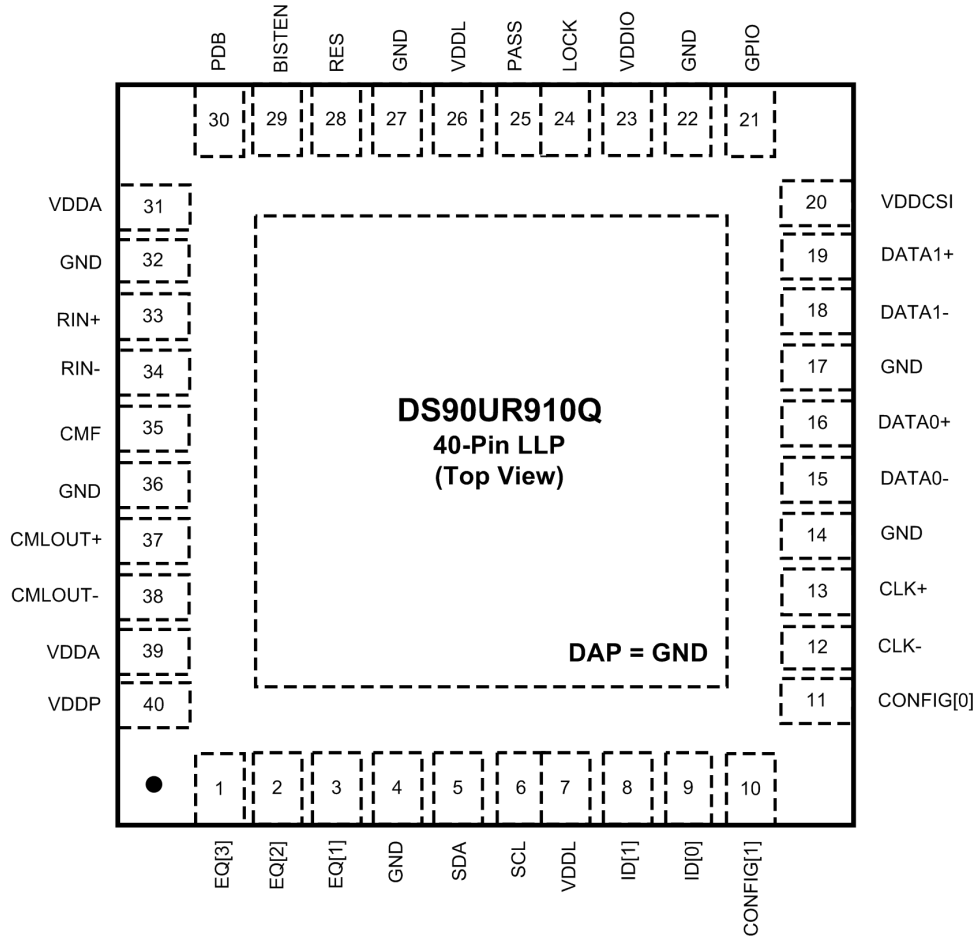 PDB
BISTEN
RES
GND
VDDL
PASS
LOCK
VDDIO
GND
GPIO
30 29 28 27 26 25 24 23 22 21
VDDA 31
GND 32
RIN+ 33
RIN- 34
CMF 35
GND 36
CMLOUT+ 37
CMLOUT- 38
VDDA 39
VDDP 40
DS90UR910Q
40-Pin LLP
(Top View)
DAP = GND
20 VDDCSI
19 DATA1+
18 DATA1-
17 GND
16 DATA0+
15 DATA0-
14 GND
13 CLK+
12 CLK-
11 CONFIG[0]
1 2 3 4 5 6 7 8 9 10
EQ[3]
EQ[2]
EQ[1]
GND
SDA
SCL
VDDL
ID[1]
ID[0]
CONFIG[1]